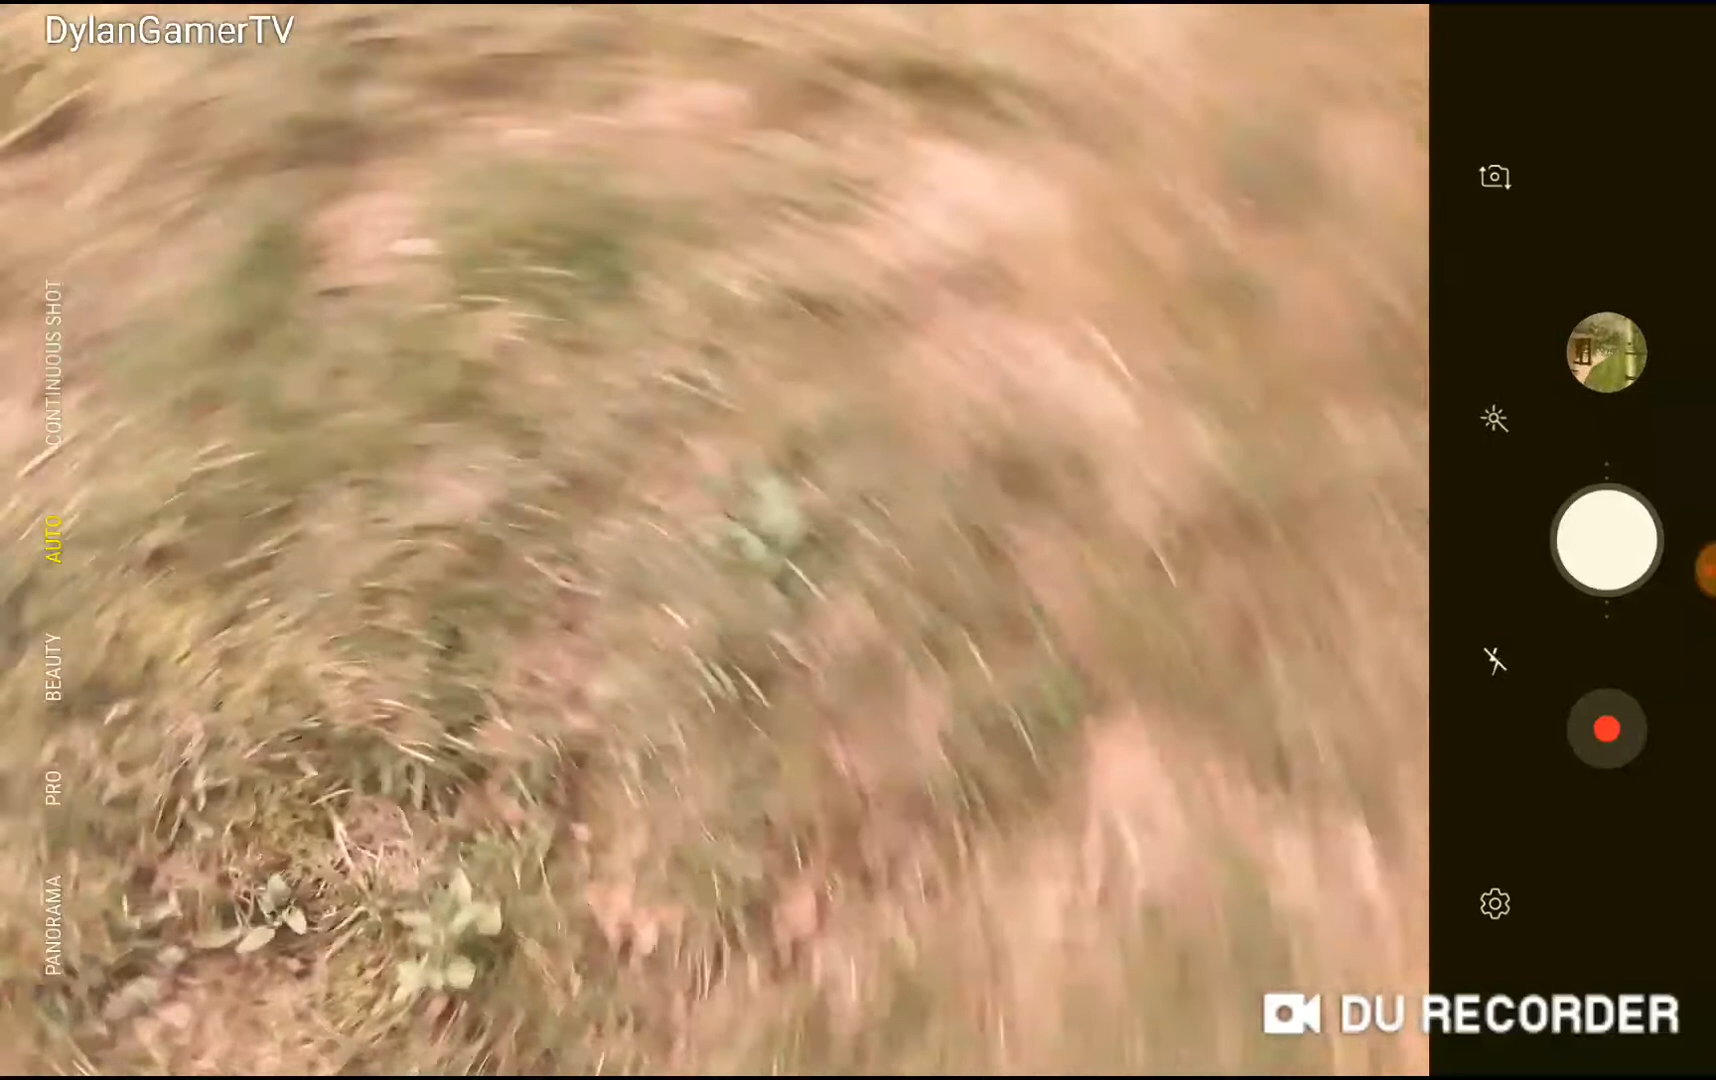 DylanGamerTV
CONTINUOUS SHOT
AUTO
BEAUTY
PRO
PANORAMA
DU RECORDER